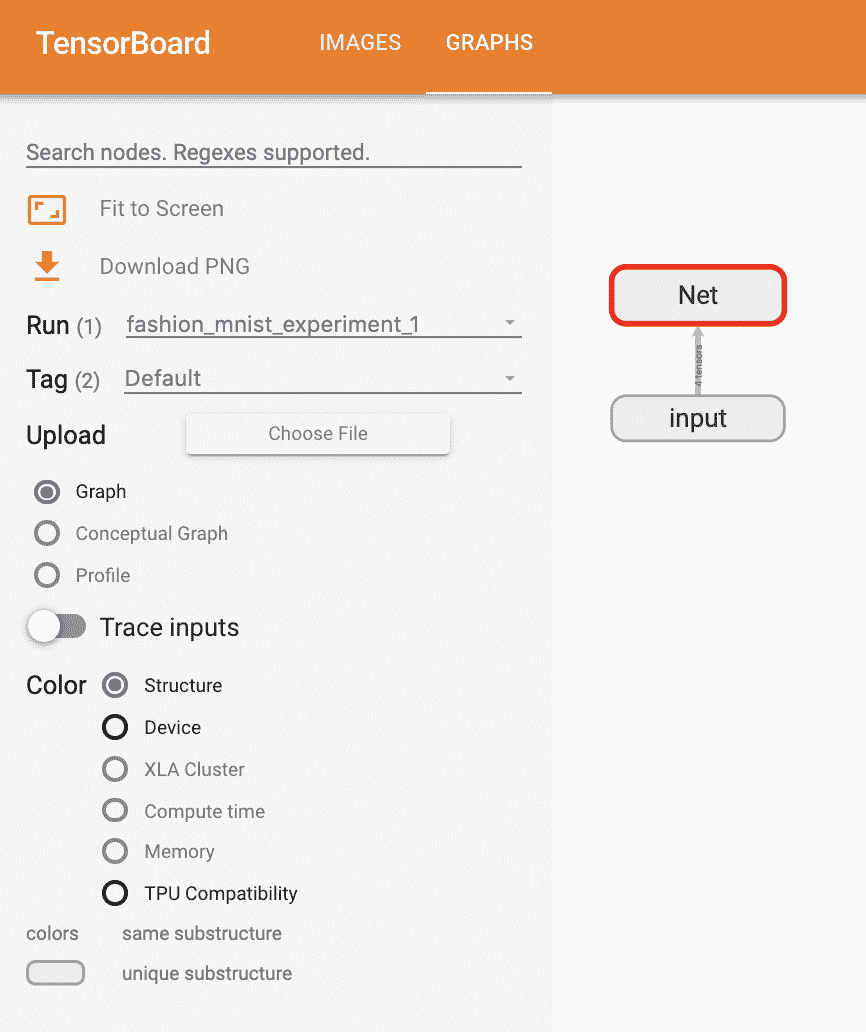 TensorBoard IMAGES GRAPHS
Search nodes. Regexes supported.
Fit to Screen
Download PNG
Run (1) fashion_mnist_experiment_1
Tag (2) Default
Upload Choose File
Graph
Conceptual Graph
Profile
Trace inputs
Color Structure
Device
XLA Cluster
Compute time
Memory
TPU Compatibility
colors same substructure
unique substructure
Net
4 tensors
input